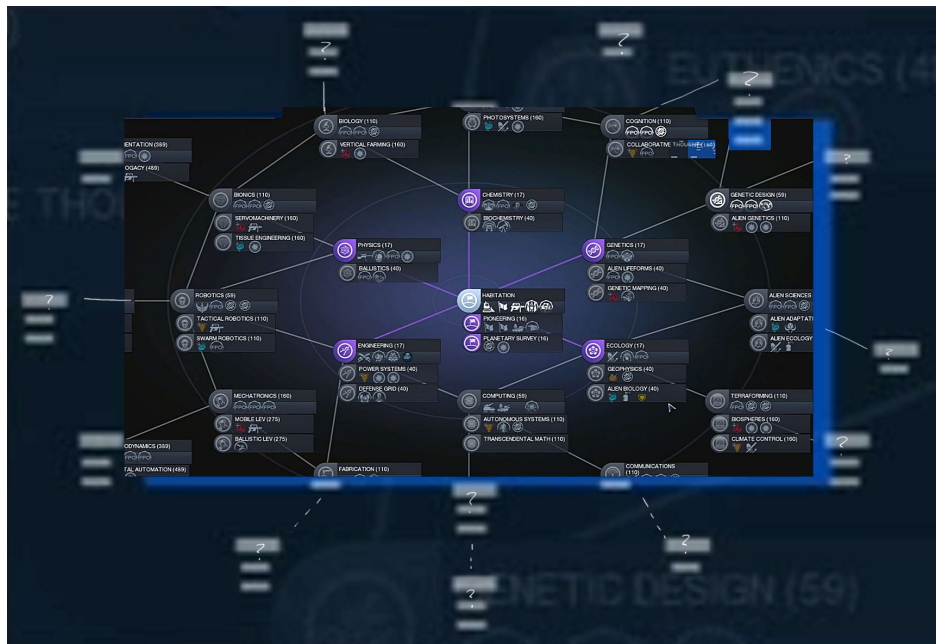 ?
?
EUTHENICS (4
?
BIOLOGY (110)
PHOTOSYSTEMS (160)
COGNITION (110)
VERTICAL FARMING (160)
COLLABORATIVE THOUGHT
IENTATION (389)
?
OGACY (489)
BIONICS (110)
CHEMISTRY (17)
GENETIC DESIGN (59)
SERVOMACHINERY (160)
BIOCHEMISTRY (40)
ALIEN GENETICS (110)
TISSUE ENGINEERING (160)
PHYSICS (17)
GENETICS (17)
BALLISTICS (40)
ALIEN LIFEFORMS (40)
GENETIC MAPPING (40)
?
ROBOTICS (59)
HABITATION
ALIEN SCIENCES
TACTICAL ROBOTICS (110)
PIONEERING (16)
ALIEN ADAPTATI
SWARM ROBOTICS (110)
PLANETARY SURVEY (16)
ALIEN ECOLOGY
ENGINEERING (17)
ECOLOGY (17)
?
POWER SYSTEMS (40)
GEOPHYSICS (40)
DEFENSE GRID (40)
ALIEN BIOLOGY (40)
MECHATRONICS (160)
COMPUTING (59)
TERRAFORMING (110)
MOBILE LEV (275)
AUTONOMOUS SYSTEMS (110)
BIOSPHERES (160)
BALLISTIC LEV (275)
TRANSCENDENTAL MATH (110)
CLIMATE CONTROL (160)
ODYNAMICS (389)
?
TAL AUTOMATION (489)
FABRICATION (110)
COMMUNICATIONS
(110)
?
?
?
?
GENETIC DESIGN (59)